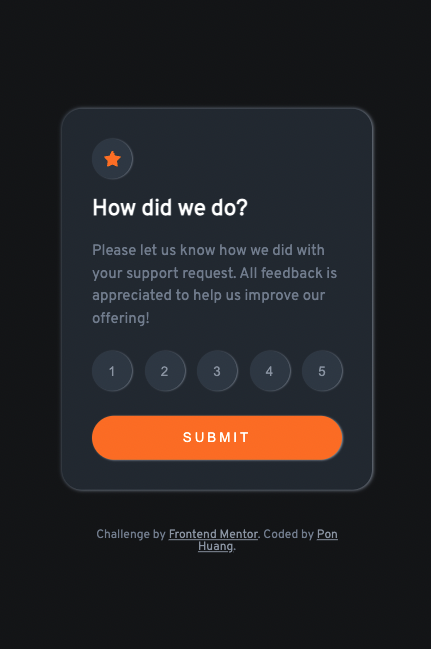 How did we do?
Please let us know how we did with
your support request. All feedback is
appreciated to help us improve our
offering!
1 2 3 4 5
SUBMIT
Challenge by Frontend Mentor. Coded by Pon
Huang.